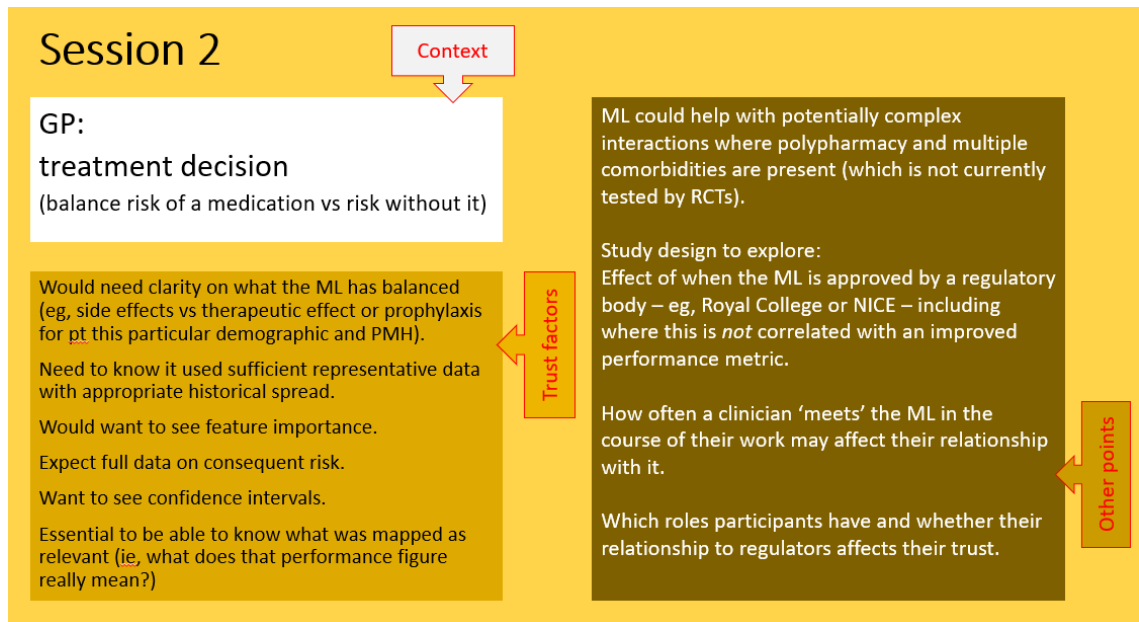 Session 2
Context
GP:
treatment decision
(balance risk of a medication vs risk without it)
Would need clarity on what the ML has balanced
(eg, side effects vs therapeutic effect or prophylaxis
for pt this particular demographic and PMH).
Need to know it used sufficient representative data
with appropriate historical spread.
Would want to see feature importance.
Expect full data on consequent risk.
Want to see confidence intervals.
Essential to be able to know what was mapped as
relevant (ie, what does that performance figure
really mean?)
Trust factors
ML could help with potentially complex
interactions where polypharmacy and multiple
comorbidities are present (which is not currently
tested by RCTs).
Study design to explore:
Effect of when the ML is approved by a regulatory
body – eg, Royal College or NICE – including
where this is not correlated with an improved
performance metric.
How often a clinician ‘meets’ the ML in the
course of their work may affect their relationship
with it.
Which roles participants have and whether their
relationship to regulators affects their trust.
Other points